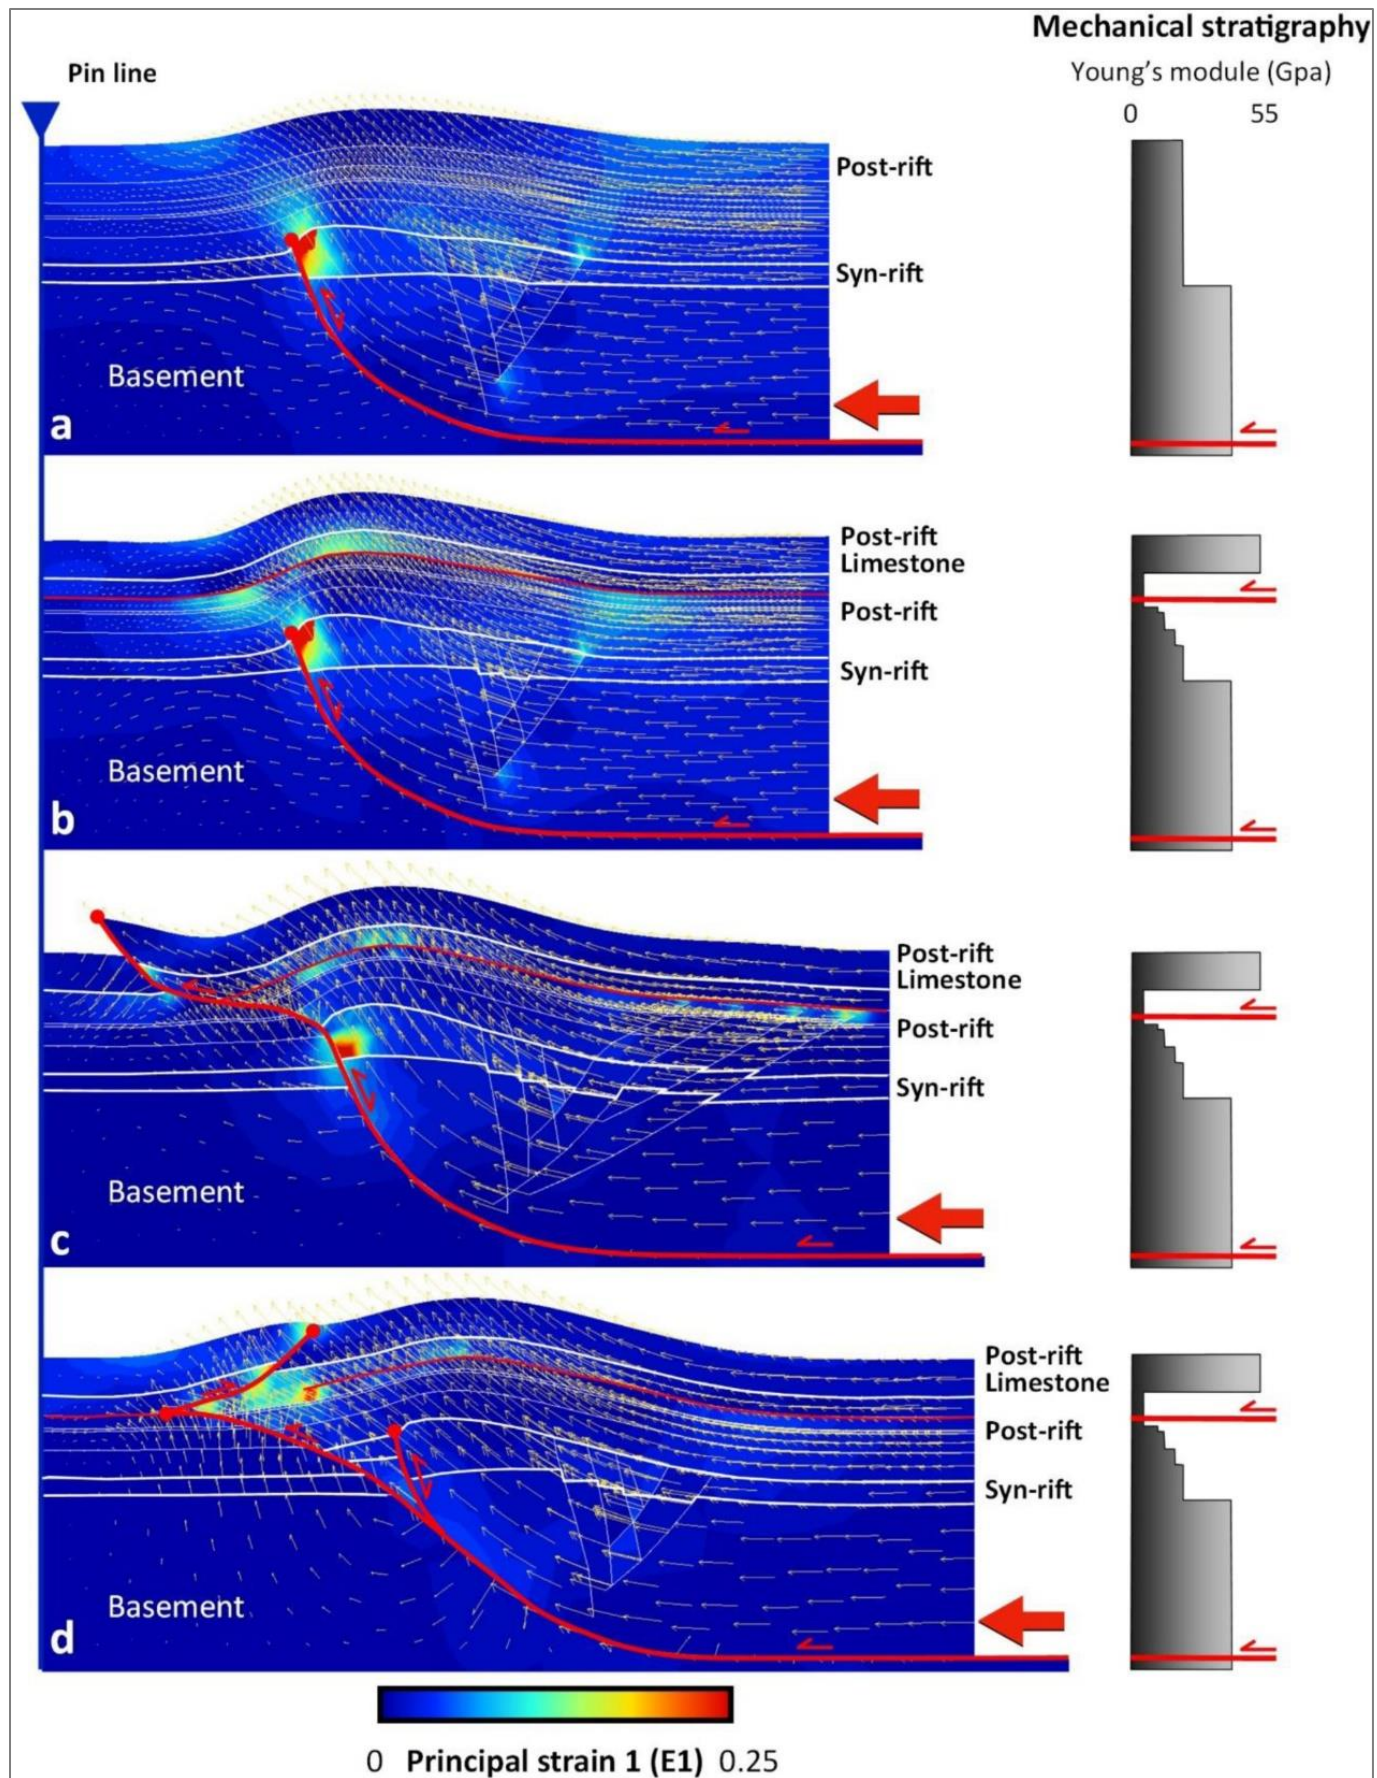 Mechanical stratigraphy
Young's module (Gpa)
0 55
Pin line
Post-rift
Syn-rift
Basement
a
Post-rift
Limestone
Post-rift
Syn-rift
Basement
b
Post-rift
Limestone
Post-rift
Syn-rift
Basement
c
Post-rift
Limestone
Post-rift
Syn-rift
Basement
d
0 Principal strain 1 (E1) 0.25